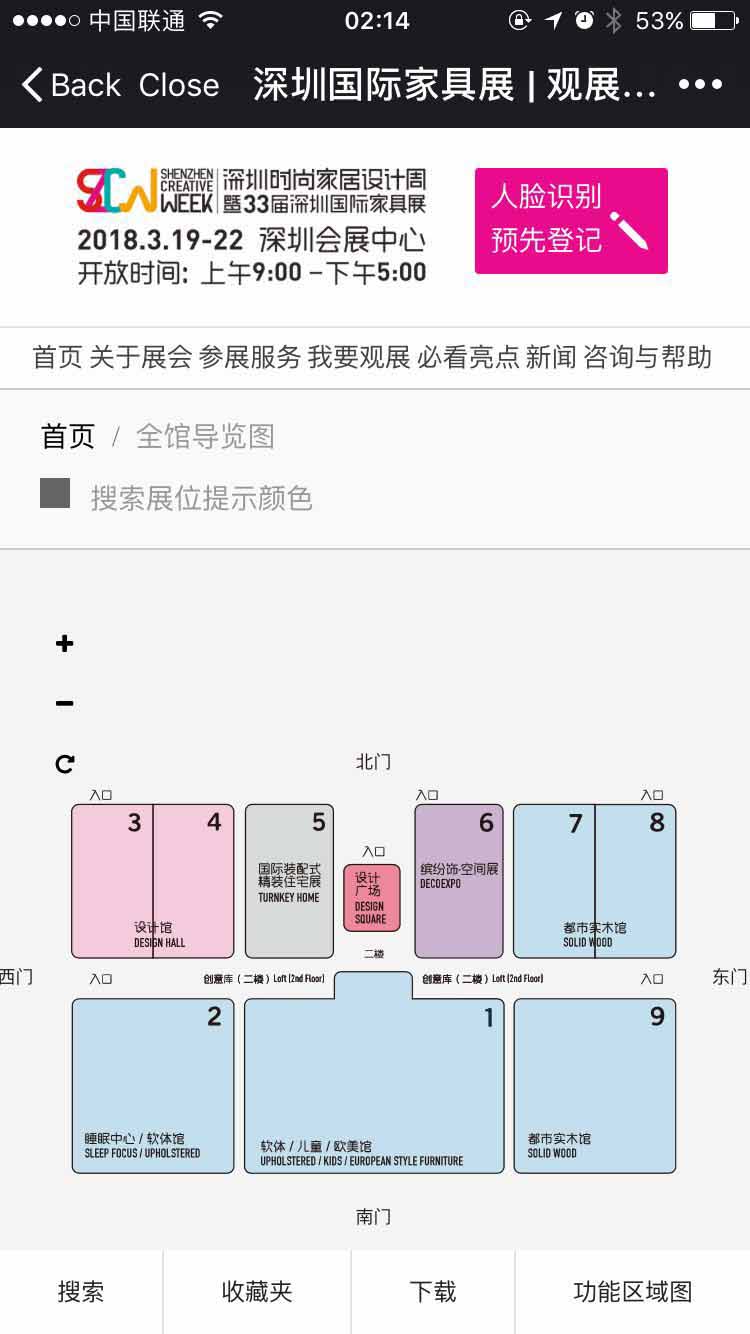 中国联通 02:14 53%
Back Close 深圳国际家具展 | 观展...
SZCW SHENZHEN CREATIVE WEEK 深圳时尚家居设计周
暨33届深圳国际家具展
2018.3.19-22 深圳会展中心
开放时间: 上午9:00 – 下午5:00
人脸识别
预先登记
首页 关于展会 参展服务 我要观展 必看亮点 新闻 咨询与帮助
首页 / 全馆导览图
搜索展位提示颜色
+
−
北门
入口 入口 入口
3 4 5 6 7 8
入口
国际装配式
精装住宅展
TURNKEY HOME
设计
广场
DESIGN
SQUARE
缤纷饰·空间展
DECOEXPO
设计馆
DESIGN HALL
都市实木馆
SOLID WOOD
二楼
西门 入口 创意库（二楼）Loft (2nd Floor) 创意库（二楼）Loft (2nd Floor) 入口 东门
2 1 9
睡眠中心 / 软体馆
SLEEP FOCUS / UPHOLSTERED
软体 / 儿童 / 欧美馆
UPHOLSTERED / KIDS / EUROPEAN STYLE FURNITURE
都市实木馆
SOLID WOOD
南门
搜索 收藏夹 下载 功能区域图